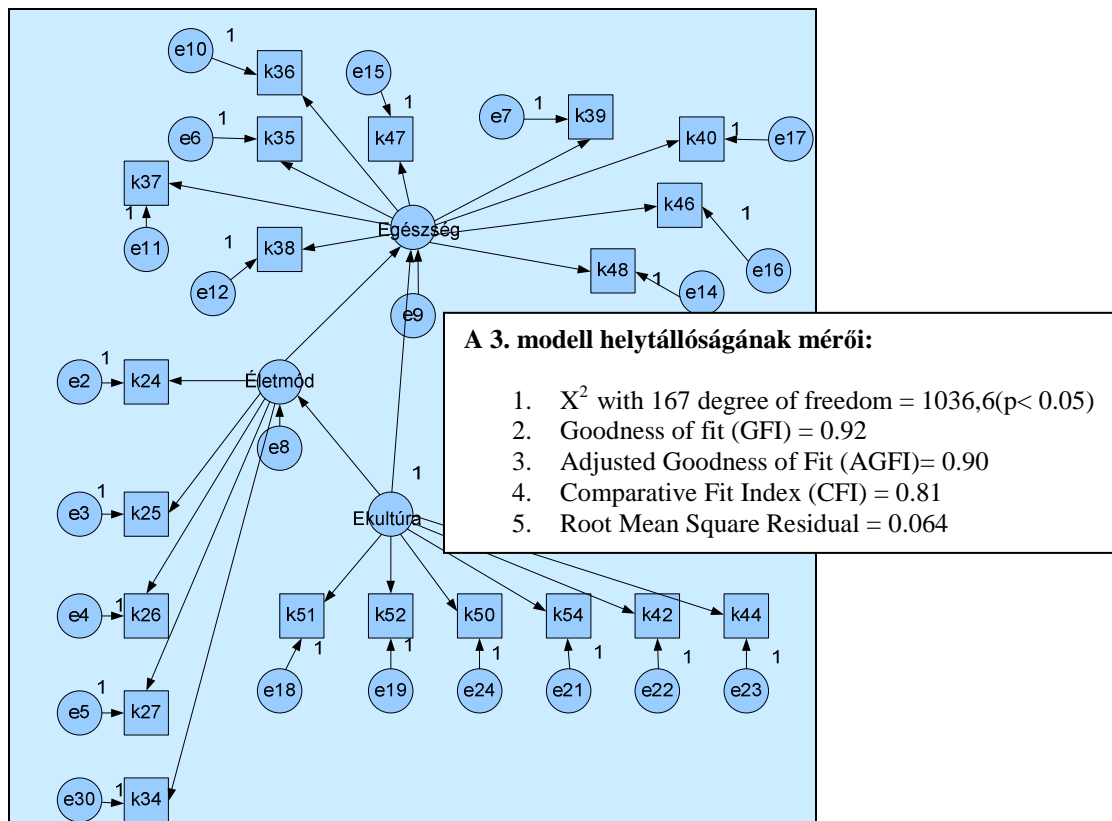 1
e10
k36
e15
1
e7
1
k39
1
e6
k35
k47
k40
1
e17
k37
1
e11
Egészség
k46
1
1
k38
e12
k48
1
e16
e14
e9
A 3. modell helytállóságának mérői:
1. X² with 167 degree of freedom = 1036,6(p< 0.05)
2. Goodness of fit (GFI) = 0.92
3. Adjusted Goodness of Fit (AGFI)= 0.90
4. Comparative Fit Index (CFI) = 0.81
5. Root Mean Square Residual = 0.064
e2
1
k24
Életmód
e8
1
Ekultúra
e3
1
k25
e4
1
k26
k51
k52
k50
k54
k42
k44
1
1
1
1
1
1
e18
e19
e24
e21
e22
e23
e5
1
k27
e30
1
k34